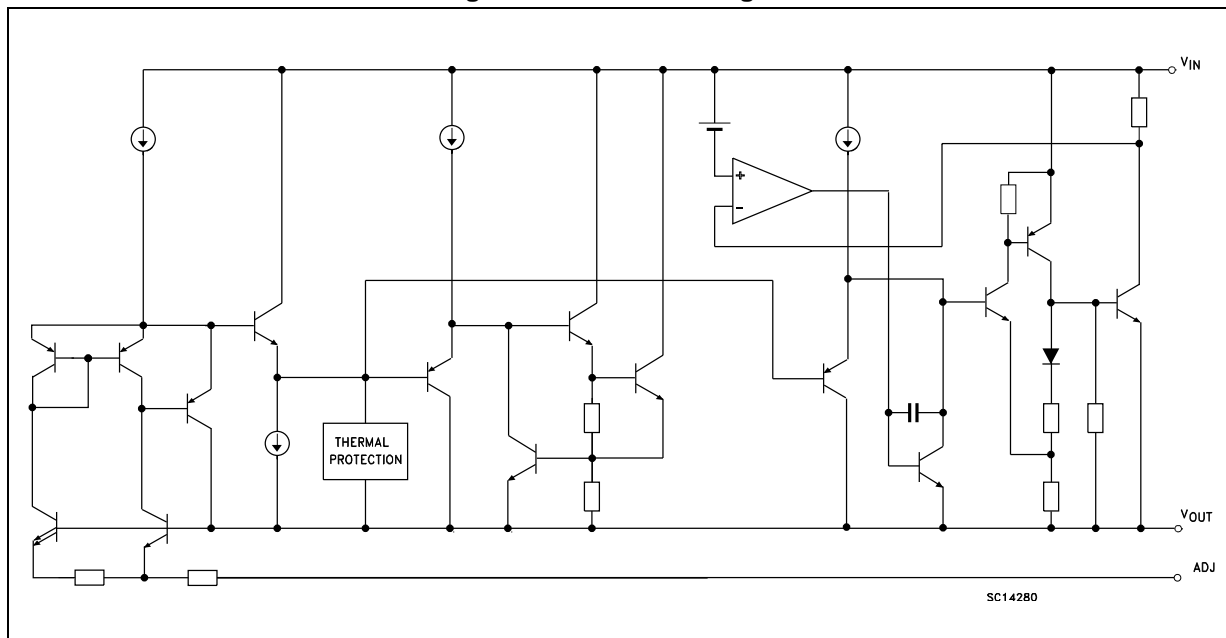 VIN
+
-
THERMAL
PROTECTION
VOUT
ADJ
SC14280